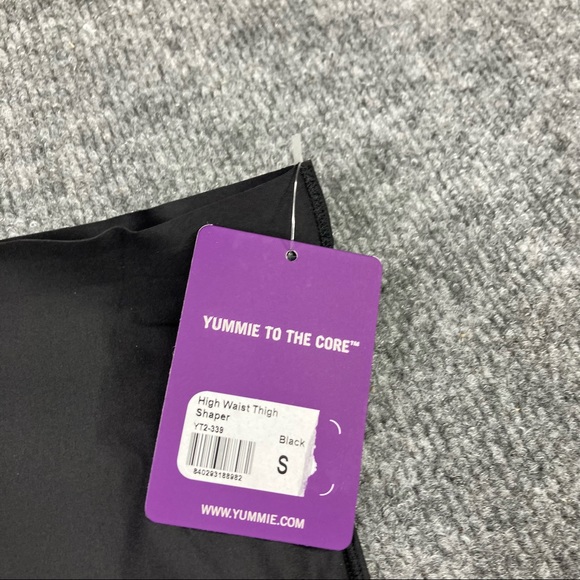 YUMMIE TO THE CORE™
High Waist Thigh
Shaper
YT2-339
Black
S
840293188982
WWW.YUMMIE.COM